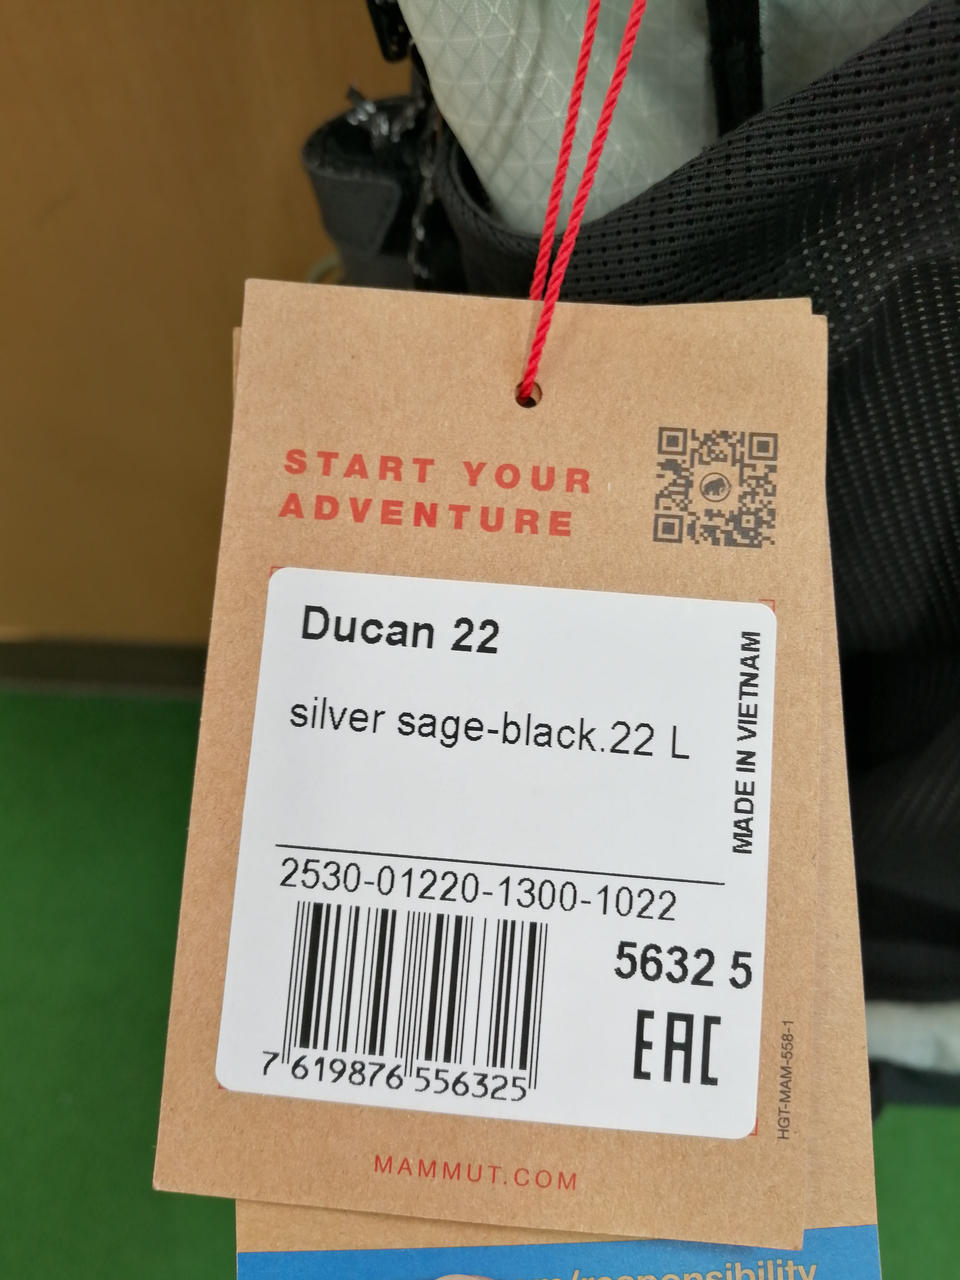 START YOUR
ADVENTURE
Ducan 22
silver sage-black.22 L
MADE IN VIETNAM
2530-01220-1300-1022
5632 5
7 619876 556325
EAC
HGT-MAM-558-1
MAMMUT.COM
/responsibility